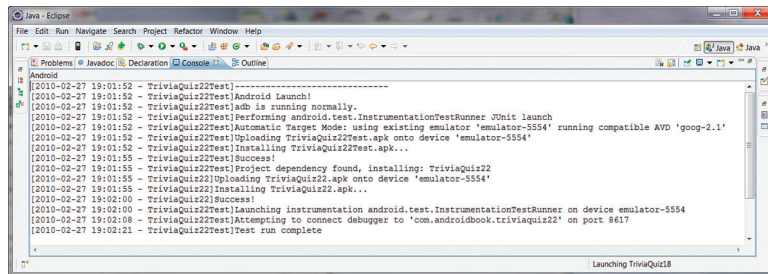 Java - Eclipse
File Edit Run Navigate Search Project Refactor Window Help
Java Java
Problems Javadoc Declaration Console Outline
Android
[2010-02-27 19:01:52 - TriviaQuiz22Test]------------------------------
[2010-02-27 19:01:52 - TriviaQuiz22Test]Android Launch!
[2010-02-27 19:01:52 - TriviaQuiz22Test]adb is running normally.
[2010-02-27 19:01:52 - TriviaQuiz22Test]Performing android.test.InstrumentationTestRunner JUnit launch
[2010-02-27 19:01:52 - TriviaQuiz22Test]Automatic Target Mode: using existing emulator 'emulator-5554' running compatible AVD 'goog-2.1'
[2010-02-27 19:01:52 - TriviaQuiz22Test]Uploading TriviaQuiz22Test.apk onto device 'emulator-5554'
[2010-02-27 19:01:52 - TriviaQuiz22Test]Installing TriviaQuiz22Test.apk...
[2010-02-27 19:01:55 - TriviaQuiz22Test]Success!
[2010-02-27 19:01:55 - TriviaQuiz22Test]Project dependency found, installing: TriviaQuiz22
[2010-02-27 19:01:55 - TriviaQuiz22]Uploading TriviaQuiz22.apk onto device 'emulator-5554'
[2010-02-27 19:01:55 - TriviaQuiz22]Installing TriviaQuiz22.apk...
[2010-02-27 19:02:00 - TriviaQuiz22]Success!
[2010-02-27 19:02:00 - TriviaQuiz22Test]Launching instrumentation android.test.InstrumentationTestRunner on device emulator-5554
[2010-02-27 19:02:08 - TriviaQuiz22Test]Attempting to connect debugger to 'com.androidbook.triviaquiz22' on port 8617
[2010-02-27 19:02:21 - TriviaQuiz22Test]Test run complete
Launching TriviaQuiz18